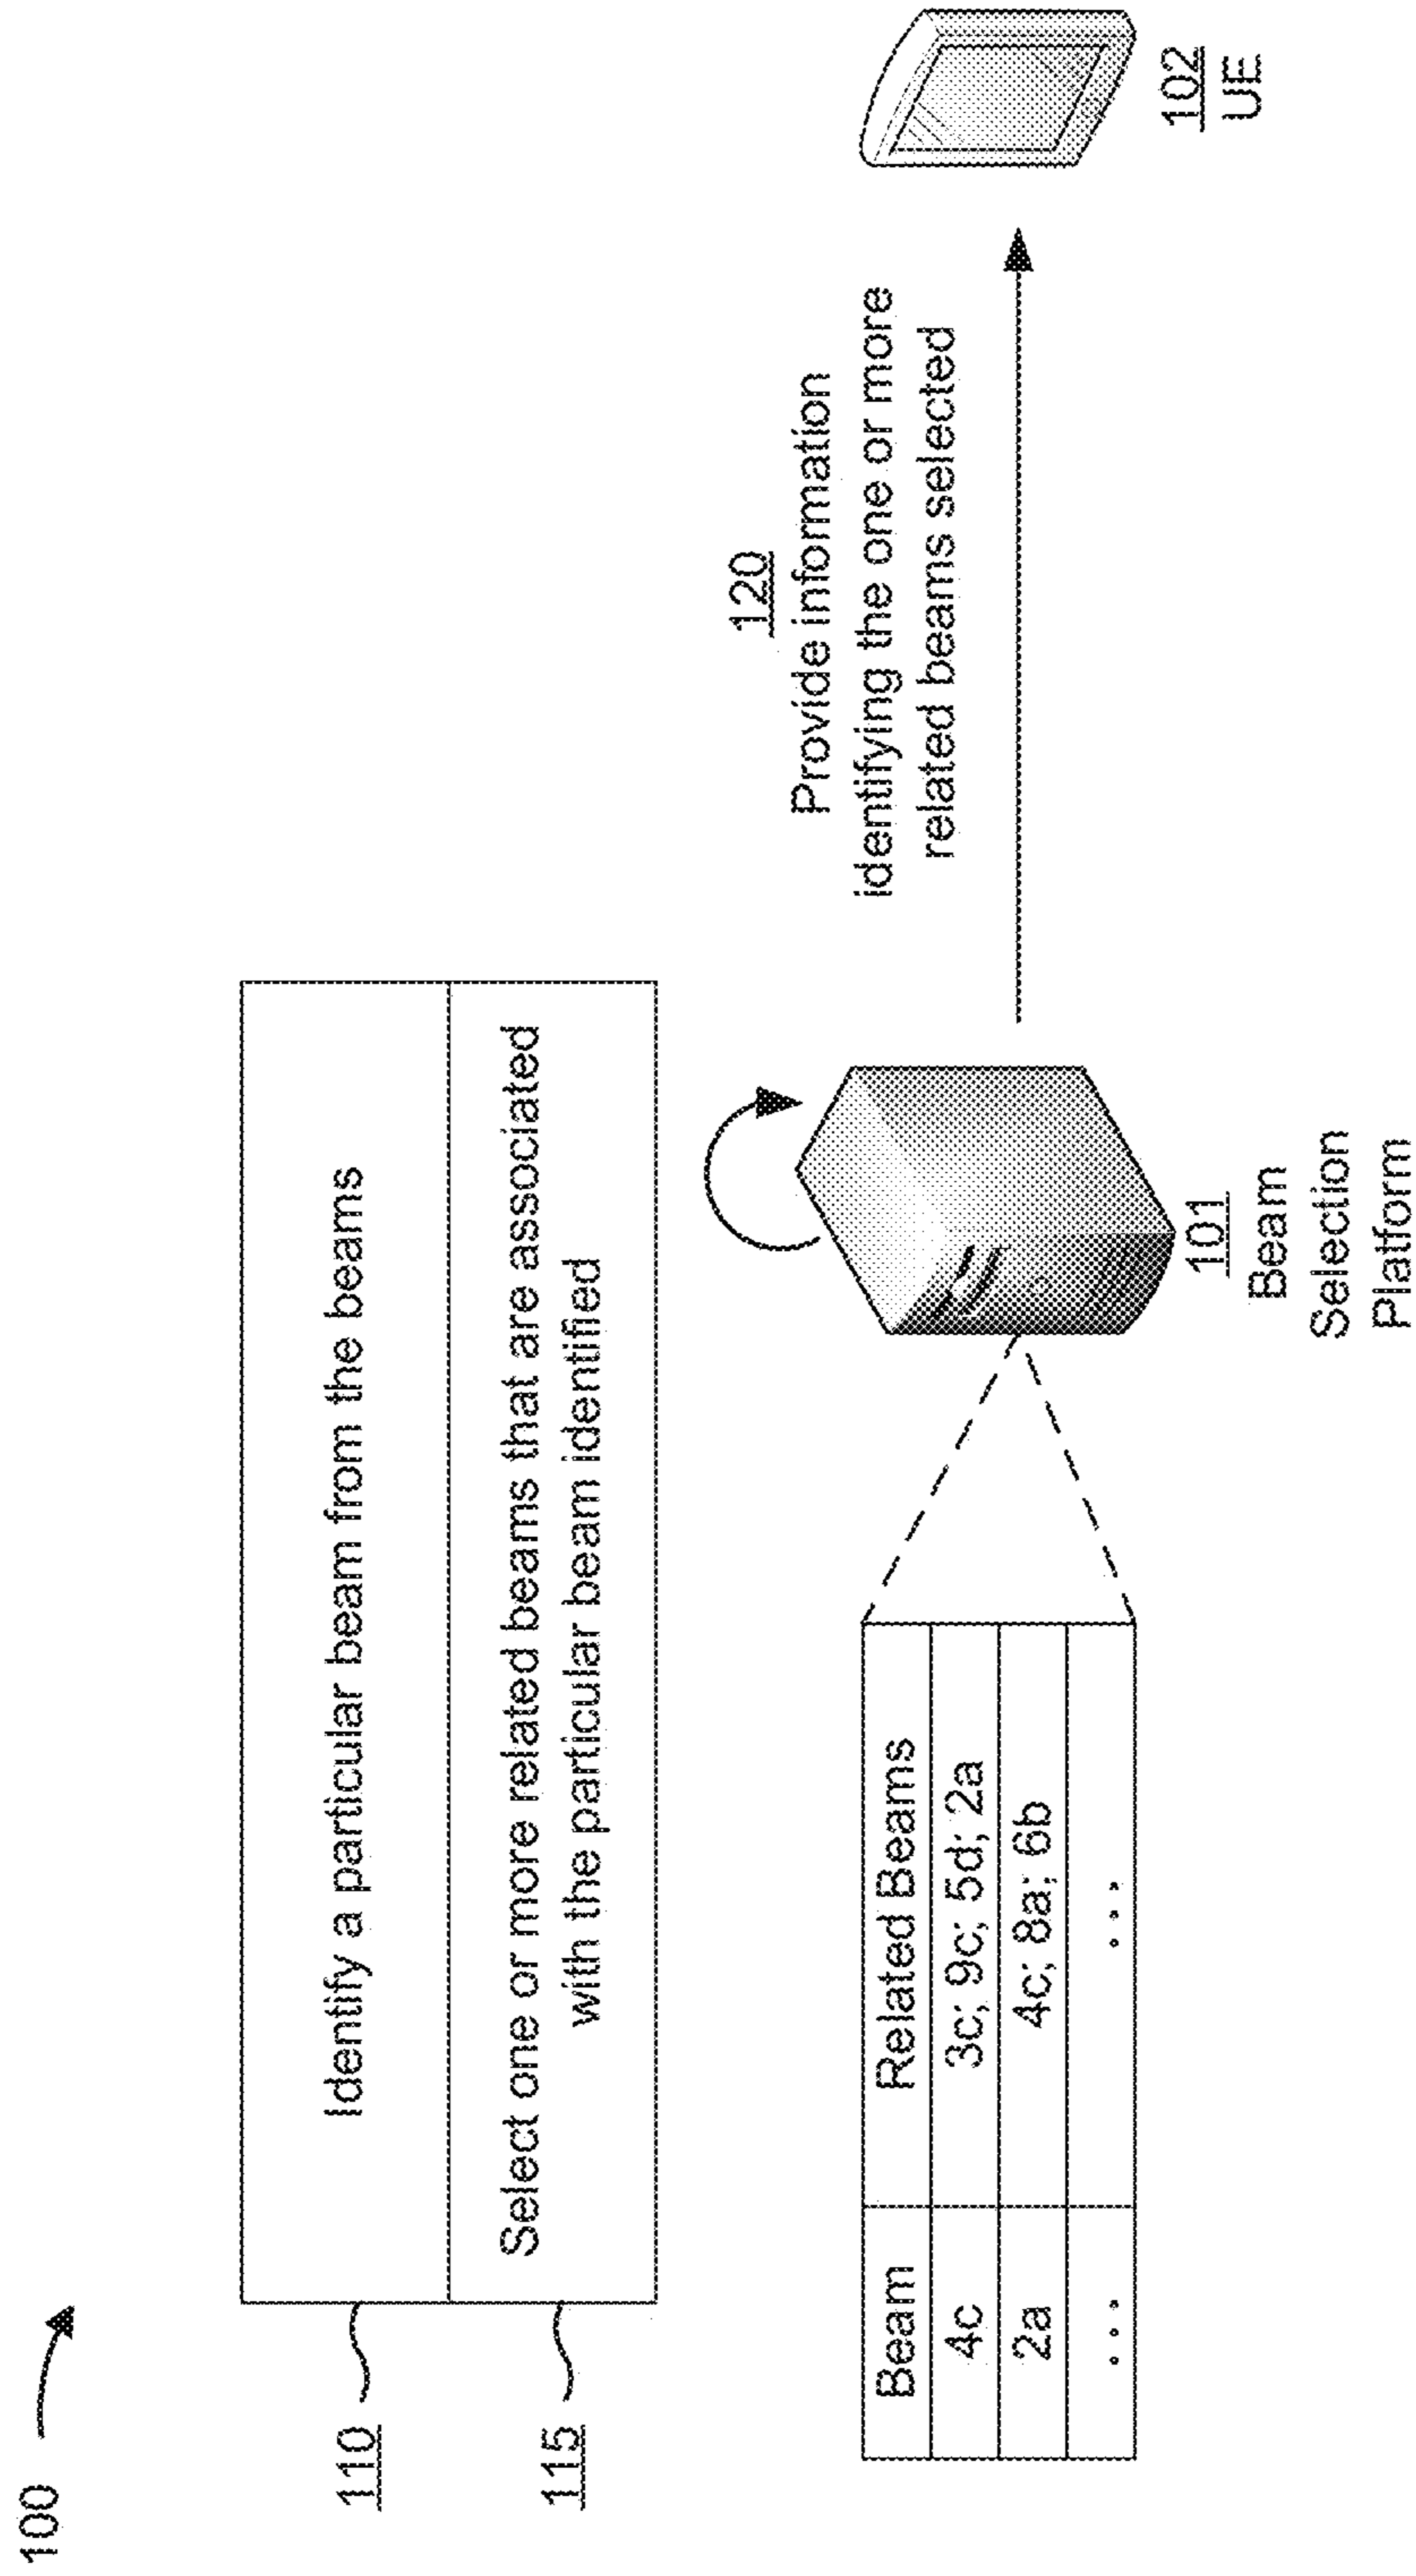 100
110
Identify a particular beam from the beams
115
Select one or more related beams that are associated
with the particular beam identified
Beam Related Beams
4c 3c; 9c; 5d; 2a
2a 4c; 8a; 6b
... ...
101
Beam
Selection
Platform
120
Provide information
identifying the one or more
related beams selected
102
UE